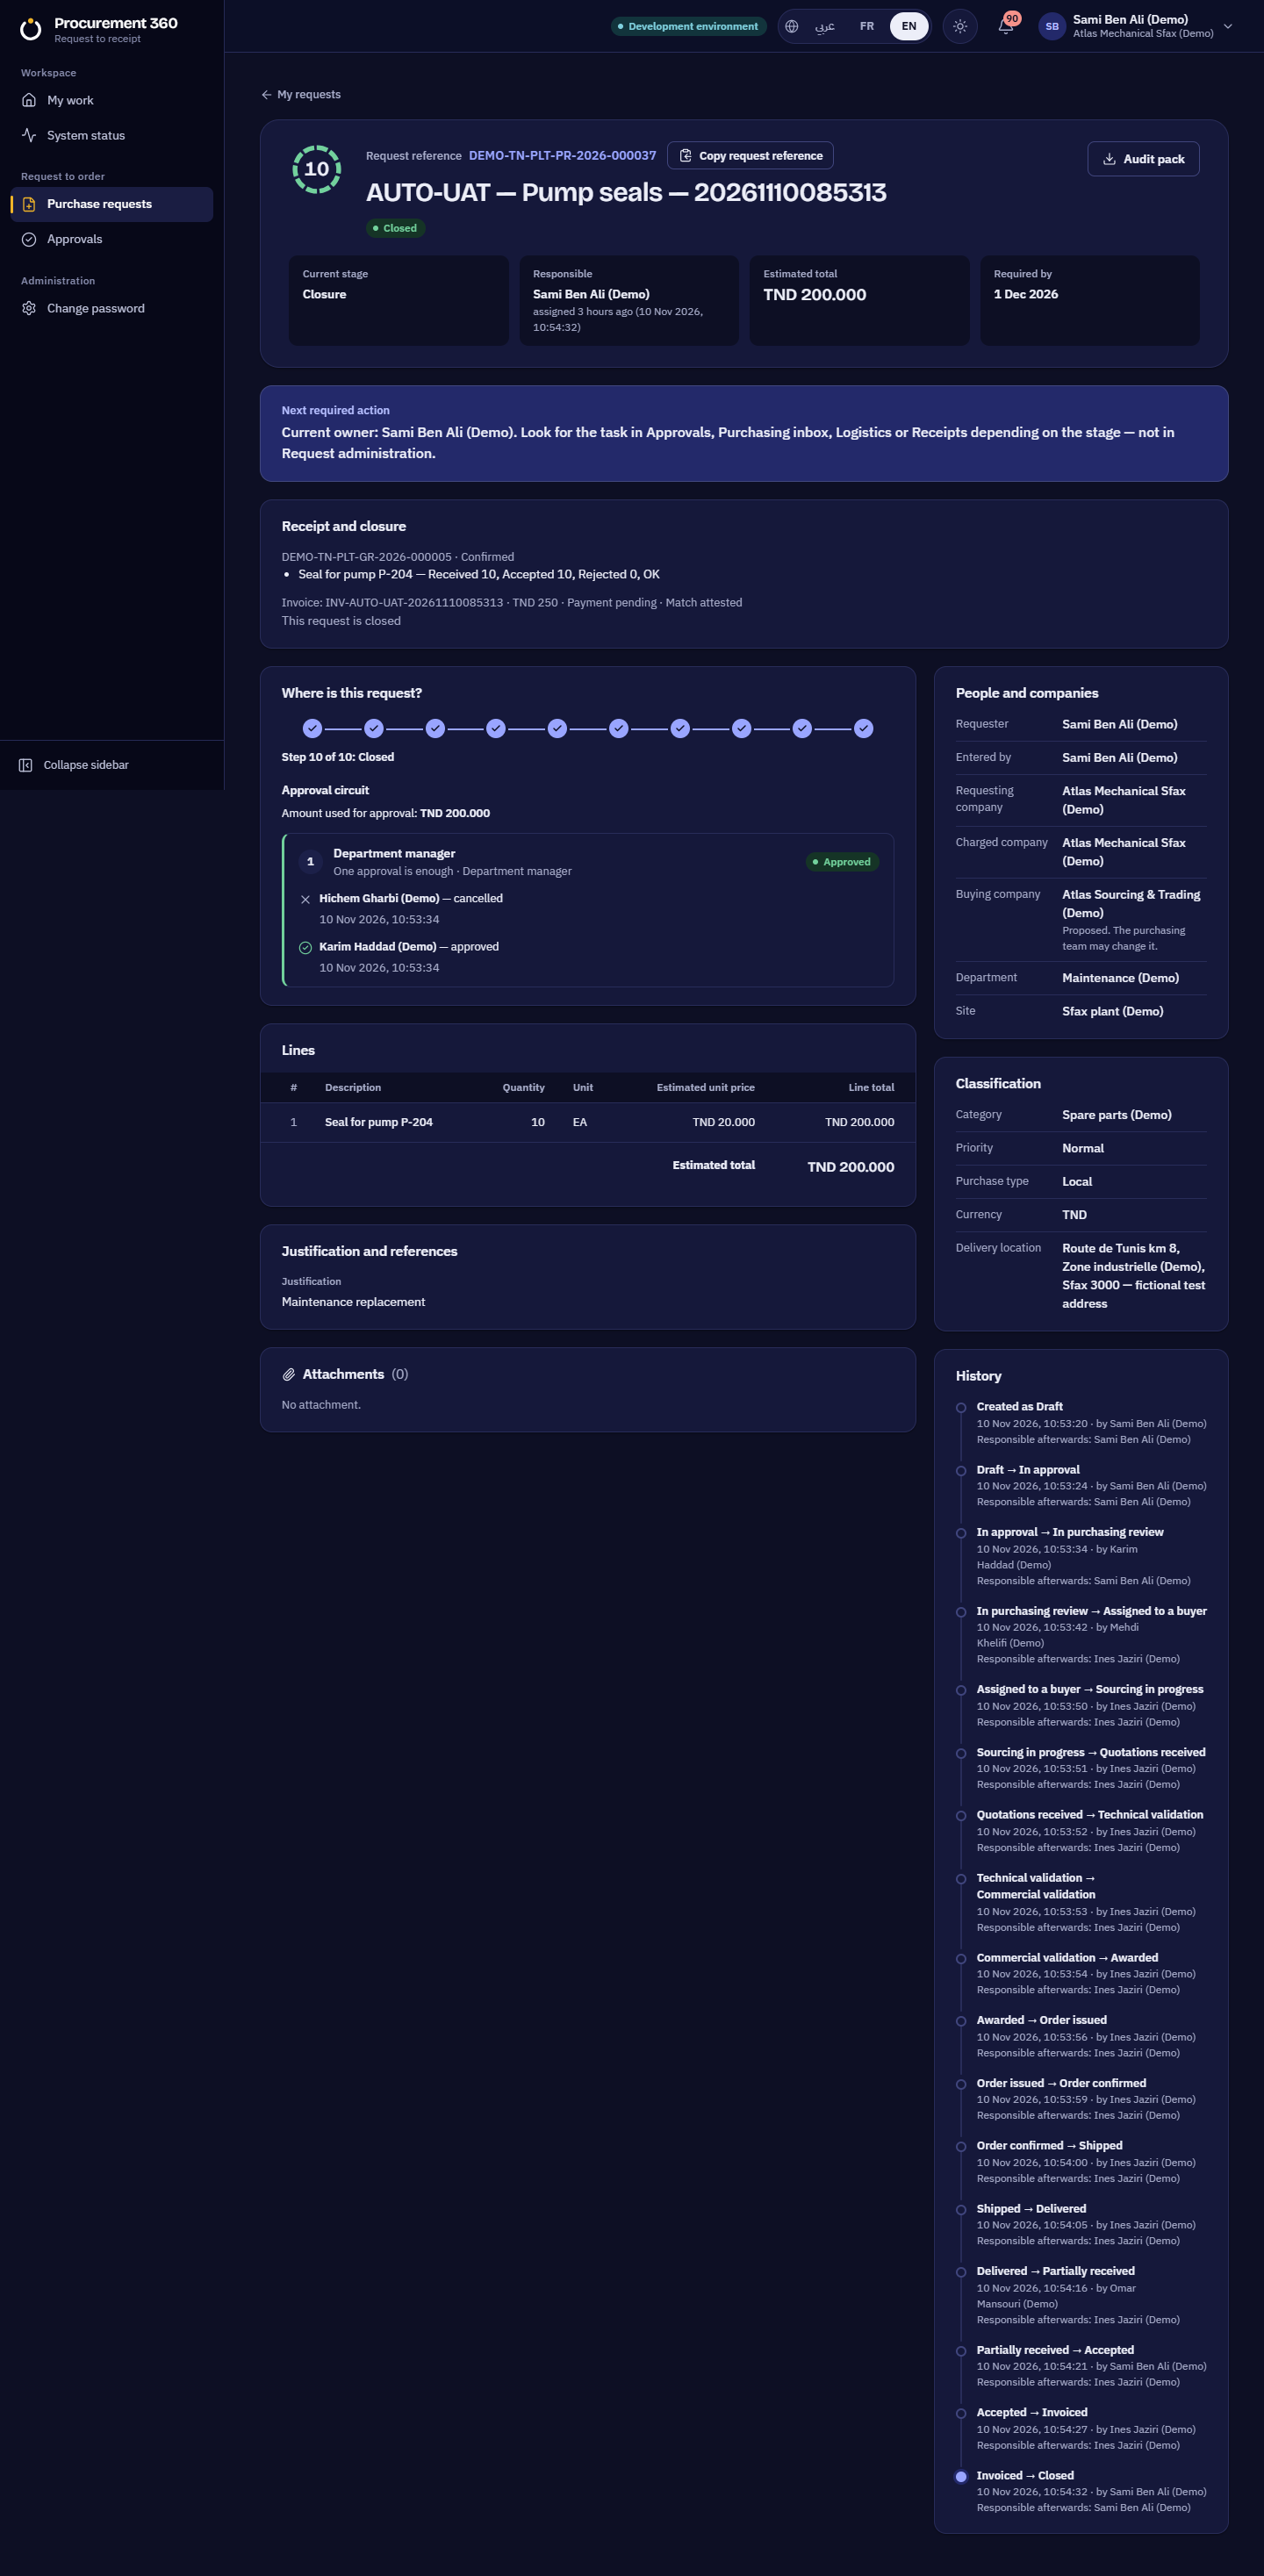 Procurement 360
Request to receipt
Workspace
My work
System status
Request to order
Purchase requests
Approvals
Administration
Change password
Collapse sidebar
Development environment
عربي
FR
EN
90
SB
Sami Ben Ali (Demo)
Atlas Mechanical Sfax (Demo)
My requests
10
Request reference DEMO-TN-PLT-PR-2026-000037
Copy request reference
Audit pack
AUTO-UAT — Pump seals — 20261110085313
Closed
Current stage
Closure
Responsible
Sami Ben Ali (Demo)
assigned 3 hours ago (10 Nov 2026,
10:54:32)
Estimated total
TND 200.000
Required by
1 Dec 2026
Next required action
Current owner: Sami Ben Ali (Demo). Look for the task in Approvals, Purchasing inbox, Logistics or Receipts depending on the stage — not in
Request administration.
Receipt and closure
DEMO-TN-PLT-GR-2026-000005 · Confirmed
• Seal for pump P-204 — Received 10, Accepted 10, Rejected 0, OK
Invoice: INV-AUTO-UAT-20261110085313 · TND 250 · Payment pending · Match attested
This request is closed
Where is this request?
Step 10 of 10: Closed
Approval circuit
Amount used for approval: TND 200.000
1
Department manager
One approval is enough · Department manager
Approved
Hichem Gharbi (Demo) — cancelled
10 Nov 2026, 10:53:34
Karim Haddad (Demo) — approved
10 Nov 2026, 10:53:34
Lines
# Description Quantity Unit Estimated unit price Line total
1 Seal for pump P-204 10 EA TND 20.000 TND 200.000
Estimated total TND 200.000
Justification and references
Justification
Maintenance replacement
Attachments (0)
No attachment.
People and companies
Requester Sami Ben Ali (Demo)
Entered by Sami Ben Ali (Demo)
Requesting company Atlas Mechanical Sfax (Demo)
Charged company Atlas Mechanical Sfax (Demo)
Buying company Atlas Sourcing & Trading (Demo)
Proposed. The purchasing
team may change it.
Department Maintenance (Demo)
Site Sfax plant (Demo)
Classification
Category Spare parts (Demo)
Priority Normal
Purchase type Local
Currency TND
Delivery location Route de Tunis km 8,
Zone industrielle (Demo),
Sfax 3000 — fictional test
address
History
Created as Draft
10 Nov 2026, 10:53:20 · by Sami Ben Ali (Demo)
Responsible afterwards: Sami Ben Ali (Demo)
Draft → In approval
10 Nov 2026, 10:53:24 · by Sami Ben Ali (Demo)
Responsible afterwards: Sami Ben Ali (Demo)
In approval → In purchasing review
10 Nov 2026, 10:53:34 · by Karim
Haddad (Demo)
Responsible afterwards: Sami Ben Ali (Demo)
In purchasing review → Assigned to a buyer
10 Nov 2026, 10:53:42 · by Mehdi
Khelifi (Demo)
Responsible afterwards: Ines Jaziri (Demo)
Assigned to a buyer → Sourcing in progress
10 Nov 2026, 10:53:50 · by Ines Jaziri (Demo)
Responsible afterwards: Ines Jaziri (Demo)
Sourcing in progress → Quotations received
10 Nov 2026, 10:53:51 · by Ines Jaziri (Demo)
Responsible afterwards: Ines Jaziri (Demo)
Quotations received → Technical validation
10 Nov 2026, 10:53:52 · by Ines Jaziri (Demo)
Responsible afterwards: Ines Jaziri (Demo)
Technical validation →
Commercial validation
10 Nov 2026, 10:53:53 · by Ines Jaziri (Demo)
Responsible afterwards: Ines Jaziri (Demo)
Commercial validation → Awarded
10 Nov 2026, 10:53:54 · by Ines Jaziri (Demo)
Responsible afterwards: Ines Jaziri (Demo)
Awarded → Order issued
10 Nov 2026, 10:53:56 · by Ines Jaziri (Demo)
Responsible afterwards: Ines Jaziri (Demo)
Order issued → Order confirmed
10 Nov 2026, 10:53:59 · by Ines Jaziri (Demo)
Responsible afterwards: Ines Jaziri (Demo)
Order confirmed → Shipped
10 Nov 2026, 10:54:00 · by Ines Jaziri (Demo)
Responsible afterwards: Ines Jaziri (Demo)
Shipped → Delivered
10 Nov 2026, 10:54:05 · by Ines Jaziri (Demo)
Responsible afterwards: Ines Jaziri (Demo)
Delivered → Partially received
10 Nov 2026, 10:54:16 · by Omar
Mansouri (Demo)
Responsible afterwards: Ines Jaziri (Demo)
Partially received → Accepted
10 Nov 2026, 10:54:21 · by Sami Ben Ali (Demo)
Responsible afterwards: Ines Jaziri (Demo)
Accepted → Invoiced
10 Nov 2026, 10:54:27 · by Ines Jaziri (Demo)
Responsible afterwards: Ines Jaziri (Demo)
Invoiced → Closed
10 Nov 2026, 10:54:32 · by Sami Ben Ali (Demo)
Responsible afterwards: Sami Ben Ali (Demo)